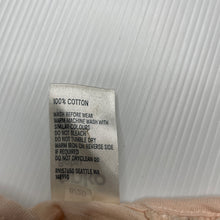 100% COTTON
WASH BEFORE WEAR
WARM MACHINE WASH WITH
SIMILAR COLOURS
DO NOT BLEACH
DO NOT TUMBLE DRY
WARM IRON ON REVERSE SIDE
IF REQUIRED
DO NOT DRYCLEAN
SEATTLE